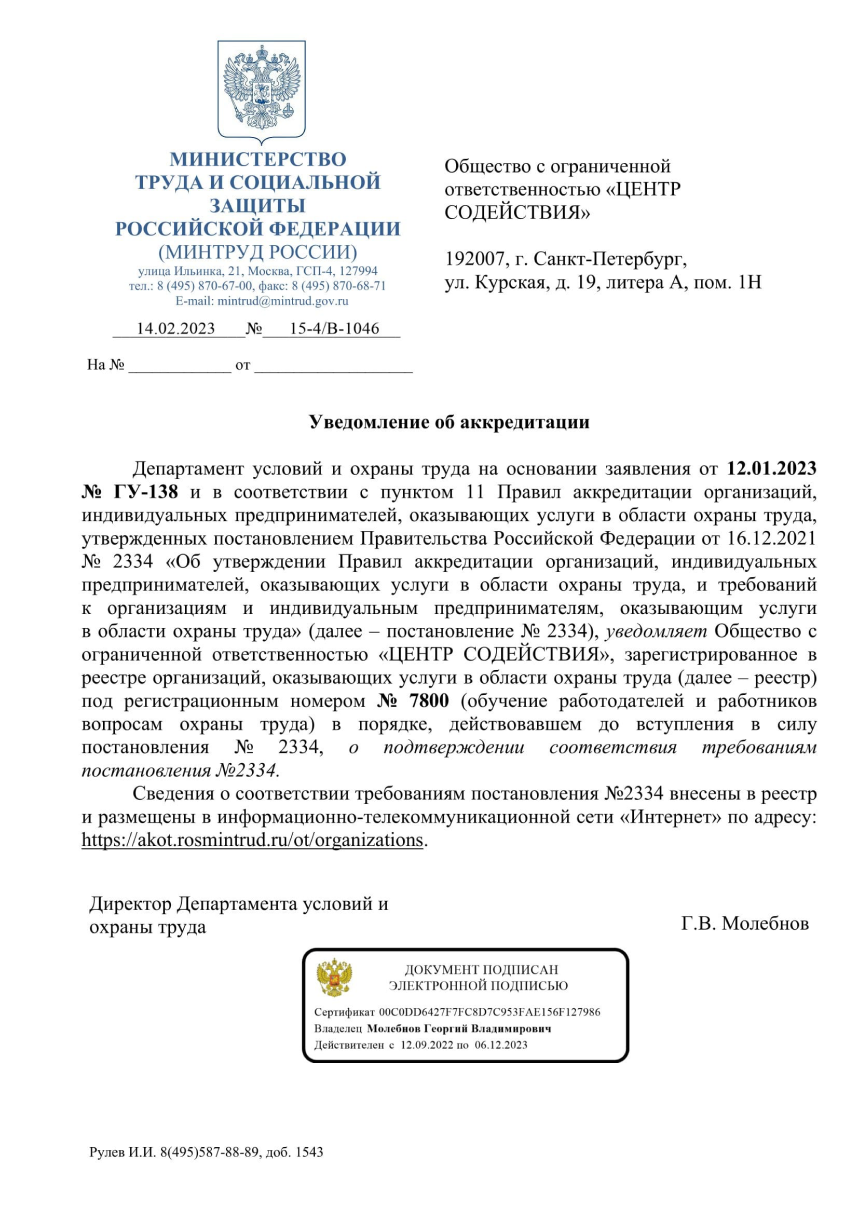 МИНИСТЕРСТВО
ТРУДА И СОЦИАЛЬНОЙ
ЗАЩИТЫ
РОССИЙСКОЙ ФЕДЕРАЦИИ
(МИНТРУД РОССИИ)
улица Ильинка, 21, Москва, ГСП-4, 127994
тел.: 8 (495) 870-67-00, факс: 8 (495) 870-68-71
E-mail: mintrud@mintrud.gov.ru
14.02.2023 № 15-4/В-1046
На № _____________ от ____________________
Общество с ограниченной
ответственностью «ЦЕНТР
СОДЕЙСТВИЯ»
192007, г. Санкт-Петербург,
ул. Курская, д. 19, литера А, пом. 1Н
Уведомление об аккредитации
Департамент условий и охраны труда на основании заявления от 12.01.2023
№ ГУ-138 и в соответствии с пунктом 11 Правил аккредитации организаций,
индивидуальных предпринимателей, оказывающих услуги в области охраны труда,
утвержденных постановлением Правительства Российской Федерации от 16.12.2021
№ 2334 «Об утверждении Правил аккредитации организаций, индивидуальных
предпринимателей, оказывающих услуги в области охраны труда, и требований
к организациям и индивидуальным предпринимателям, оказывающим услуги
в области охраны труда» (далее – постановление № 2334), уведомляет Общество с
ограниченной ответственностью «ЦЕНТР СОДЕЙСТВИЯ», зарегистрированное в
реестре организаций, оказывающих услуги в области охраны труда (далее – реестр)
под регистрационным номером № 7800 (обучение работодателей и работников
вопросам охраны труда) в порядке, действовавшем до вступления в силу
постановления № 2334, о подтверждении соответствия требованиям
постановления №2334.
Сведения о соответствии требованиям постановления №2334 внесены в реестр
и размещены в информационно-телекоммуникационной сети «Интернет» по адресу:
https://akot.rosmintrud.ru/ot/organizations.
Директор Департамента условий и
охраны труда
Г.В. Молебнов
ДОКУМЕНТ ПОДПИСАН
ЭЛЕКТРОННОЙ ПОДПИСЬЮ
Сертификат 00C0DD6427F7FC8D7C953FAE156F127986
Владелец Молебнов Георгий Владимирович
Действителен с 12.09.2022 по 06.12.2023
Рулев И.И. 8(495)587-88-89, доб. 1543